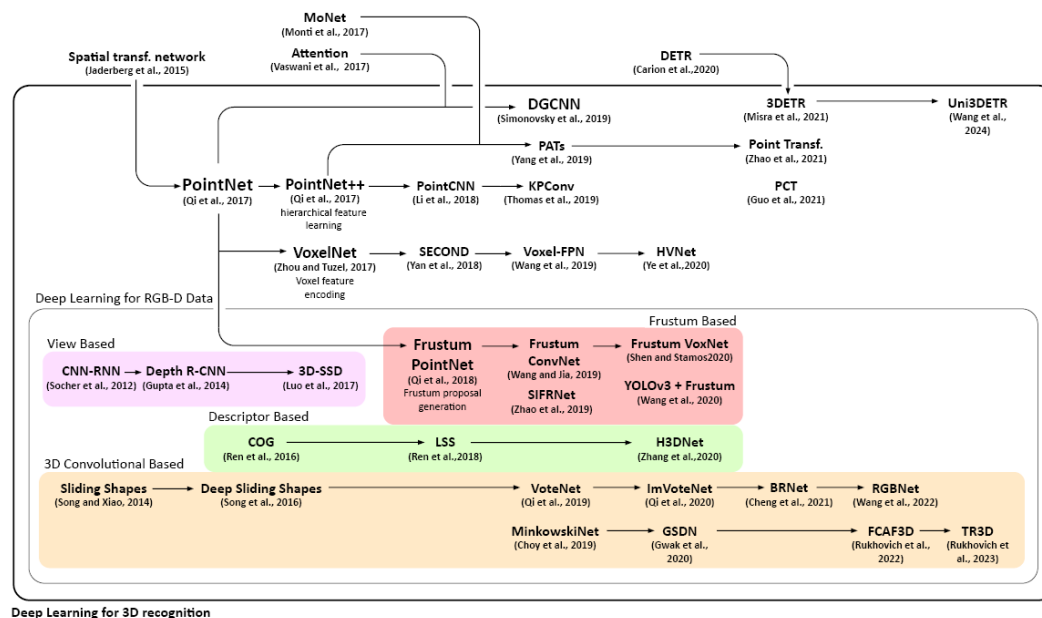 MoNet
(Monti et al., 2017)
Spatial transf. network
(Jaderberg et al., 2015)
Attention
(Vaswani et al., 2017)
DETR
(Carion et al.,2020)
DGCNN
(Simonovsky et al., 2019)
3DETR
(Misra et al., 2021)
Uni3DETR
(Wang et al.,
2024)
PATs
(Yang et al., 2019)
Point Transf.
(Zhao et al., 2021)
PointNet
(Qi et al., 2017)
PointNet++
(Qi et al., 2017)
hierarchical feature
learning
PointCNN
(Li et al., 2018)
KPConv
(Thomas et al., 2019)
PCT
(Guo et al., 2021)
VoxelNet
(Zhou and Tuzel, 2017)
Voxel feature
encoding
SECOND
(Yan et al., 2018)
Voxel-FPN
(Wang et al., 2019)
HVNet
(Ye et al.,2020)
Deep Learning for RGB-D Data
Frustum Based
View Based
CNN-RNN
(Socher et al., 2012)
Depth R-CNN
(Gupta et al., 2014)
3D-SSD
(Luo et al., 2017)
Frustum
PointNet
(Qi et al., 2018)
Frustum proposal
generation
Frustum
ConvNet
(Wang and Jia, 2019)
SIFRNet
(Zhao et al., 2019)
Frustum VoxNet
(Shen and Stamos2020)
YOLOv3 + Frustum
(Wang et al., 2020)
Descriptor Based
COG
(Ren et al., 2016)
LSS
(Ren et al.,2018)
H3DNet
(Zhang et al.,2020)
3D Convolutional Based
Sliding Shapes
(Song and Xiao, 2014)
Deep Sliding Shapes
(Song et al., 2016)
VoteNet
(Qi et al., 2019)
ImVoteNet
(Qi et al., 2020)
BRNet
(Cheng et al., 2021)
RGBNet
(Wang et al., 2022)
MinkowskiNet
(Choy et al., 2019)
GSDN
(Gwak et al.,
2020)
FCAF3D
(Rukhovich et al.,
2022)
TR3D
(Rukhovich et
al., 2023)
Deep Learning for 3D recognition